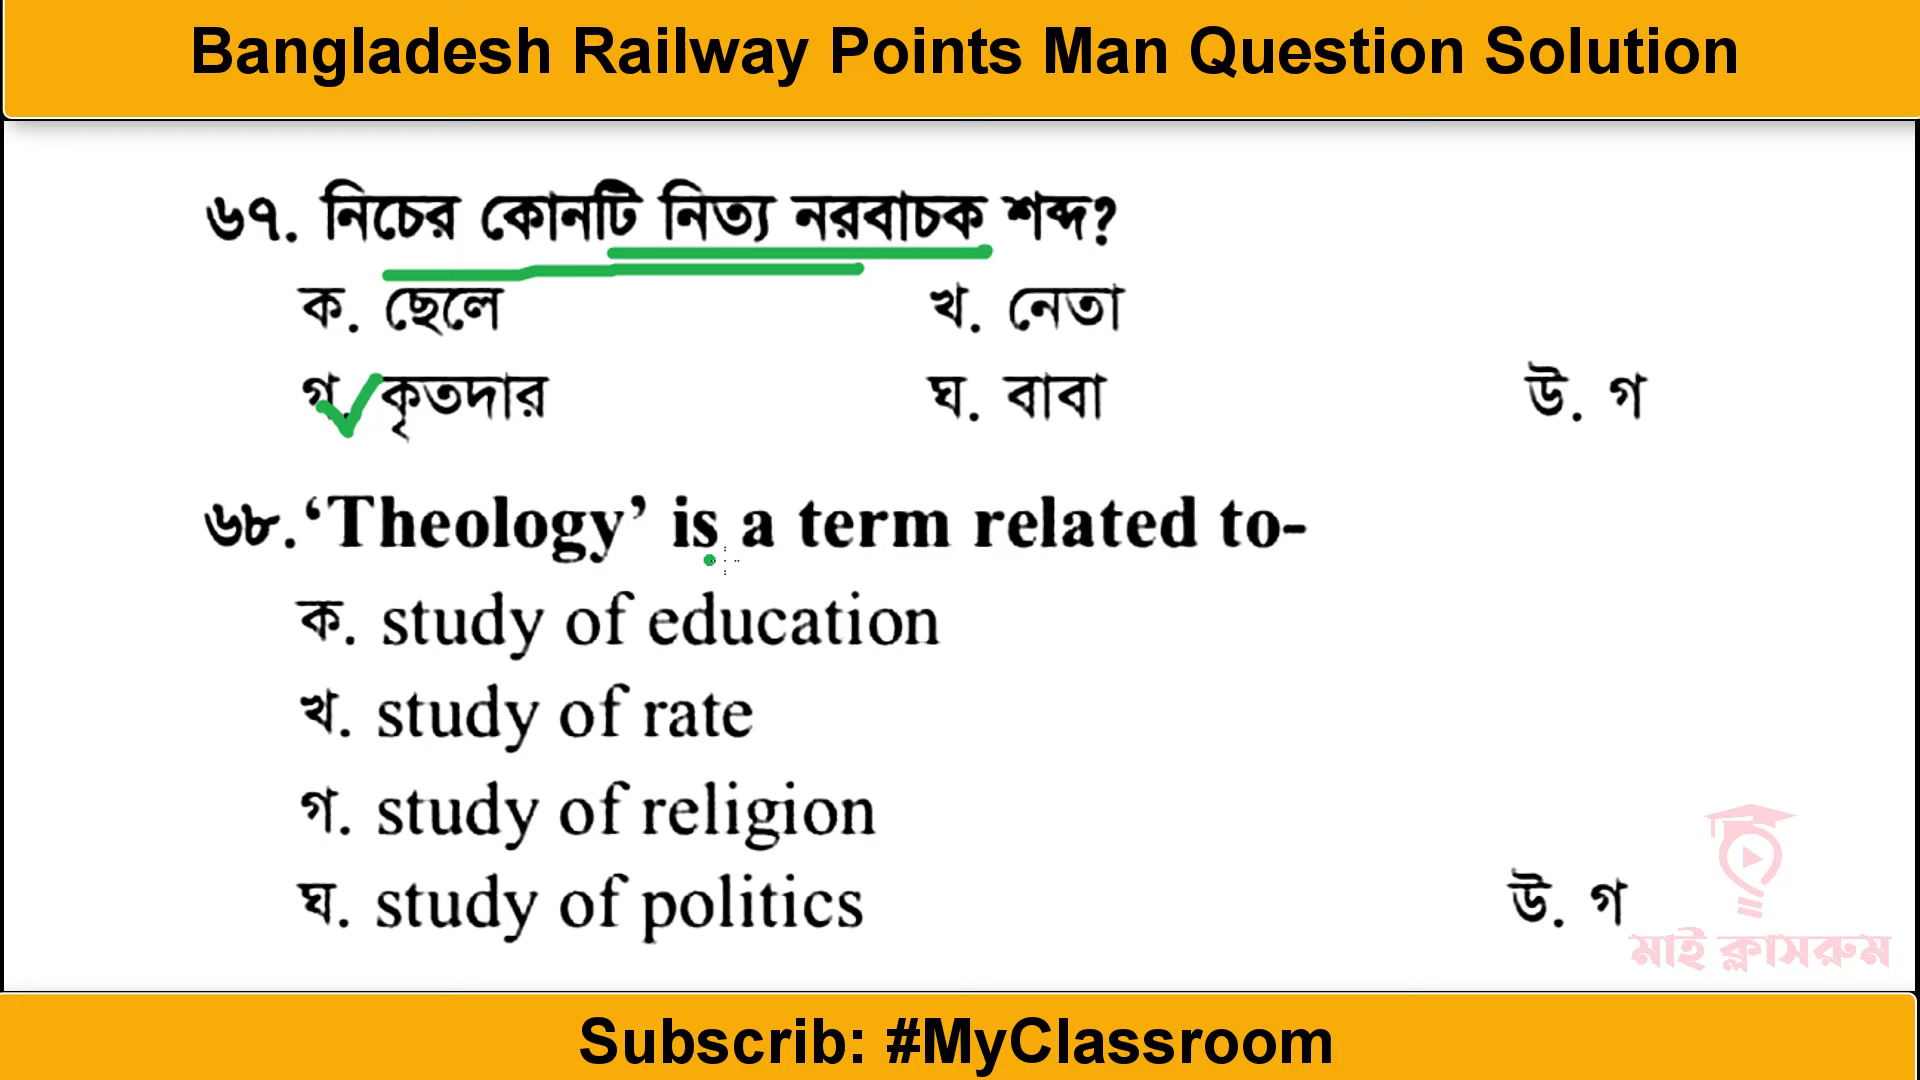 Bangladesh Railway Points Man Question Solution
৬৭. নিচের কোনটি নিত্য নরবাচক শব্দ?
ক. ছেলে খ. নেতা
গ. কৃতদার ঘ. বাবা উ. গ
৬৮. ‘Theology’ is a term related to-
ক. study of education
খ. study of rate
গ. study of religion
ঘ. study of politics উ. গ
মাই ক্লাসরুম
Subscrib: #MyClassroom